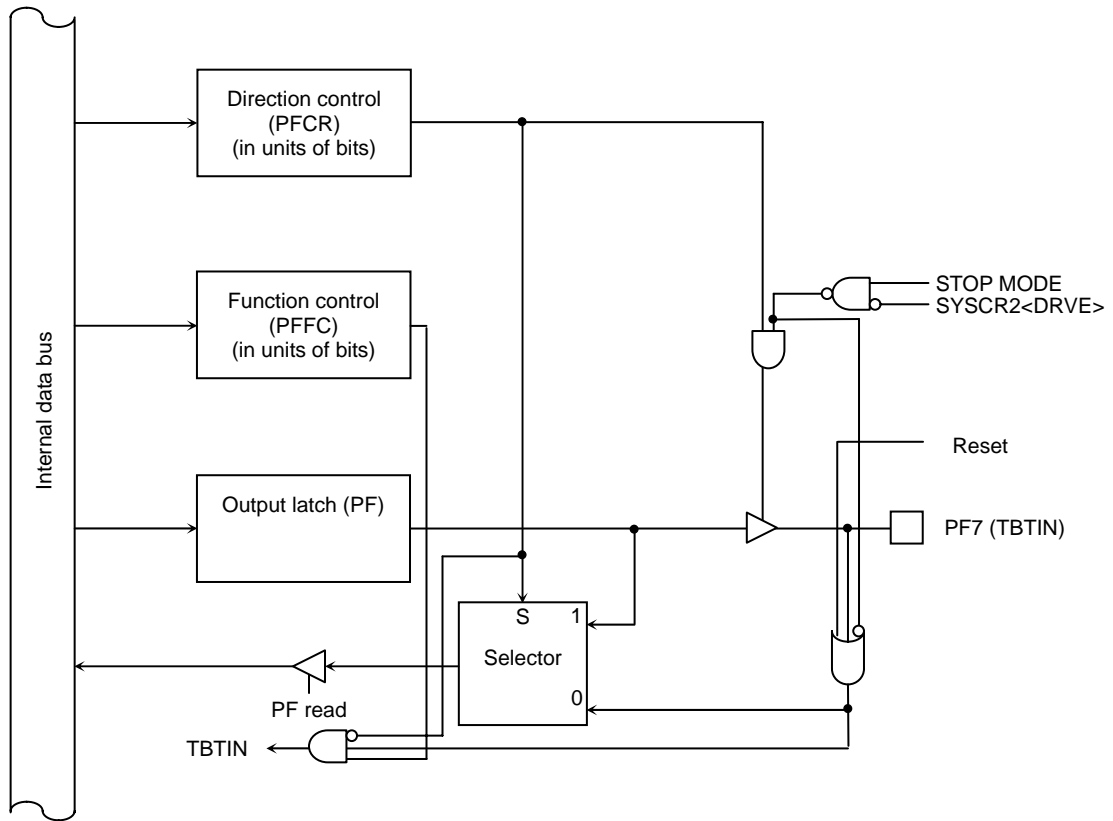 Internal data bus
Direction control
(PFCR)
(in units of bits)
Function control
(PFFC)
(in units of bits)
STOP MODE
SYSCR2<DRVE>
Reset
Output latch (PF)
PF7 (TBTIN)
S
1
Selector
0
PF read
TBTIN